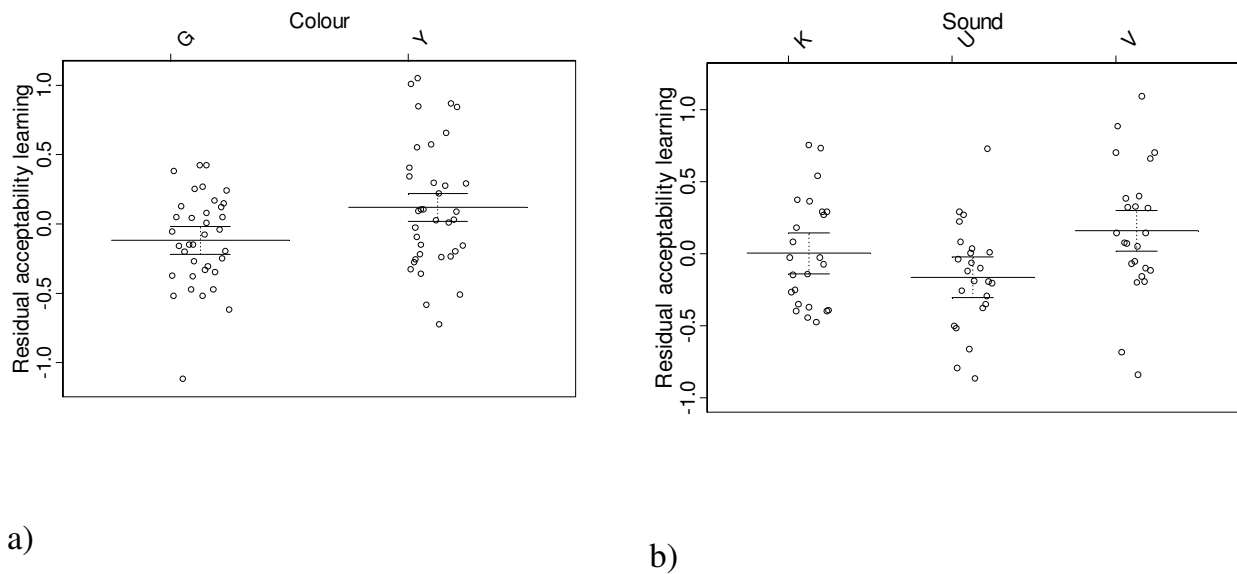 Colour
G
Y
Residual acceptability learning
1.0
0.5
0.0
-0.5
-1.0
a)
Sound
K
U
V
Residual acceptability learning
1.0
0.5
0.0
-0.5
-1.0
b)